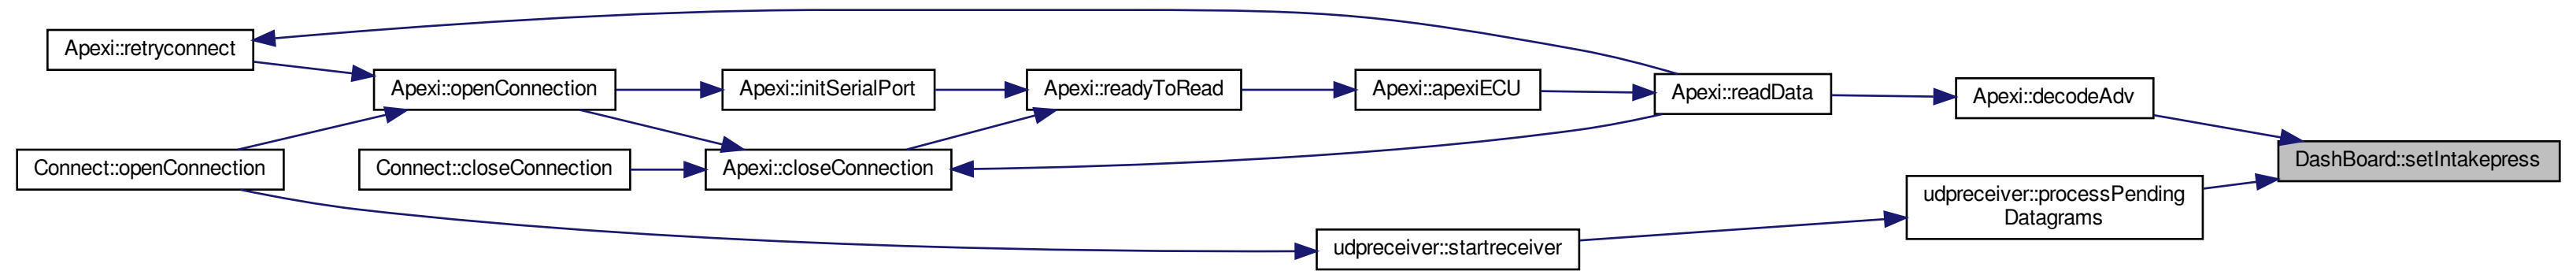 Apexi::retryconnect
Apexi::openConnection
Apexi::initSerialPort
Apexi::readyToRead
Apexi::apexiECU
Apexi::readData
Apexi::decodeAdv
Connect::openConnection
Connect::closeConnection
Apexi::closeConnection
DashBoard::setIntakepress
udpreceiver::processPending
Datagrams
udpreceiver::startreceiver